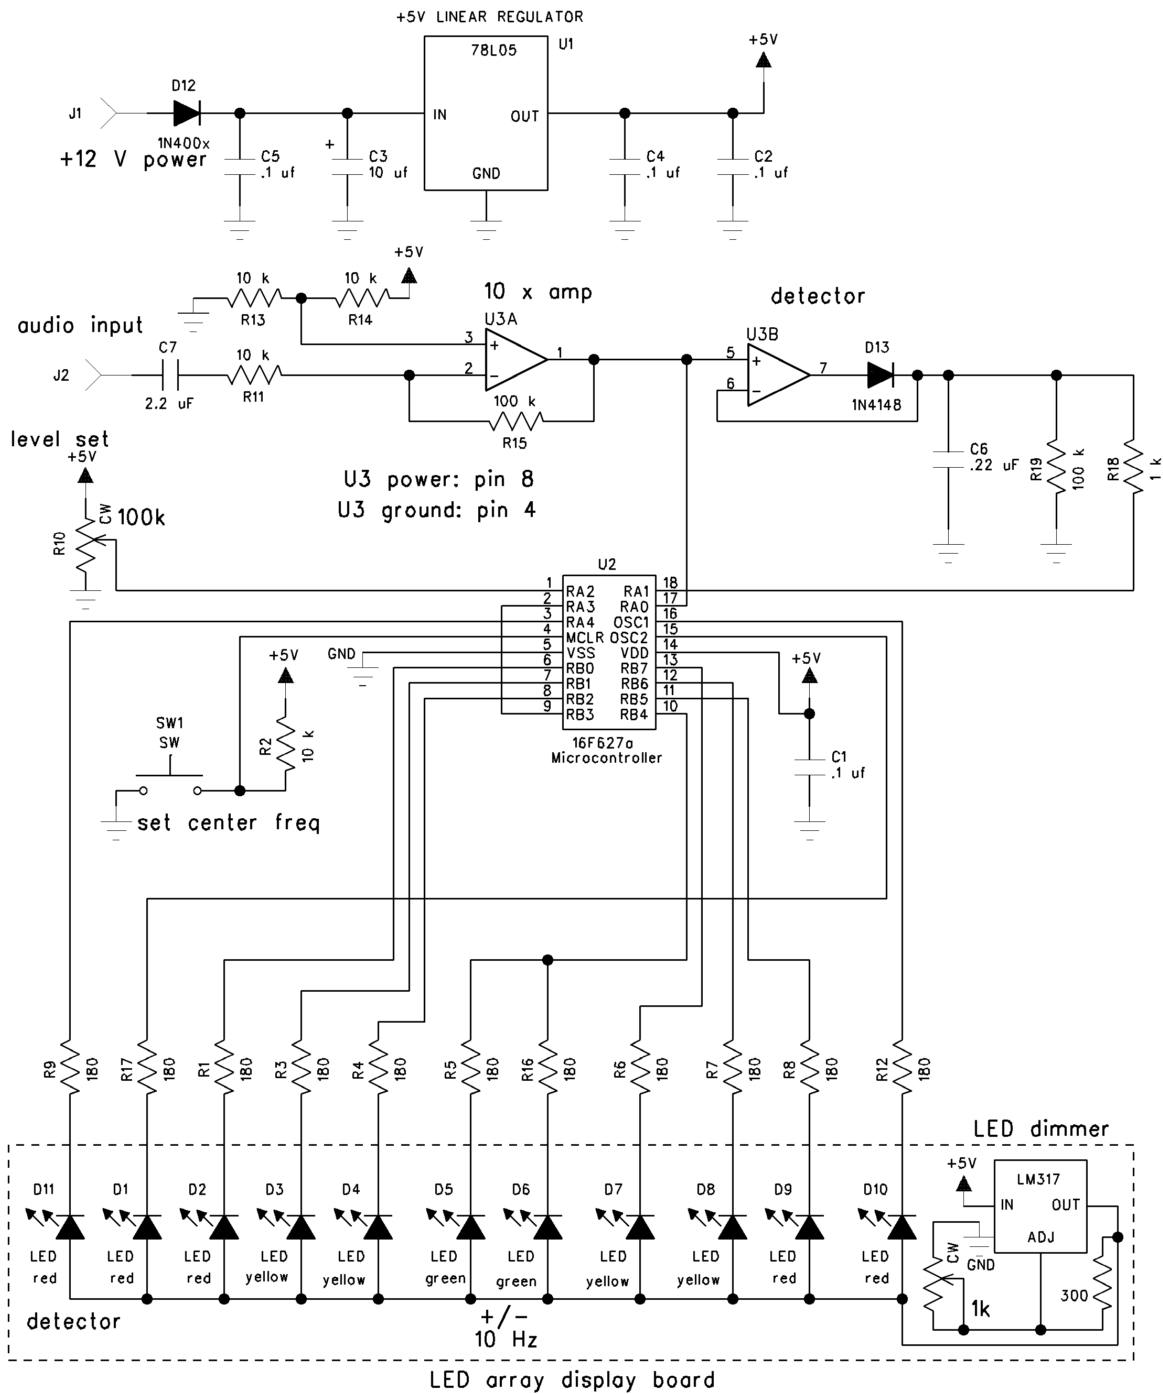 +5V LINEAR REGULATOR
78L05
U1
+5V
D12
J1
IN
OUT
1N400x
+12 V power
+
C5
.1 uf
C3
10 uf
GND
C4
.1 uf
C2
.1 uf
+5V
10 k
10 k
R13
R14
10 x amp
U3A
detector
audio input
C7
2.2 uF
J2
10 k
R11
3
+
2
−
1
100 k
R15
U3B
5
+
6
−
7
D13
1N4148
C6
.22 uF
R19
100 k
R18
1 k
level set
+5V
CW
100k
R10
U3 power: pin 8
U3 ground: pin 4
U2
1 RA2 RA1 18
2 RA3 RA0 17
3 RA4 OSC1 16
4 MCLR OSC2 15
5 VSS VDD 14
6 RB0 RB7 13
7 RB1 RB6 12
8 RB2 RB5 11
9 RB3 RB4 10
16F627a
Microcontroller
GND
+5V
+5V
SW1
SW
R2
10 k
C1
.1 uf
set center freq
R9
180
R17
180
R1
180
R3
180
R4
180
R5
180
R16
180
R6
180
R7
180
R8
180
R12
180
LED dimmer
D11
LED
red
D1
LED
red
D2
LED
red
D3
LED
yellow
D4
LED
yellow
D5
LED
green
D6
LED
green
D7
LED
yellow
D8
LED
yellow
D9
LED
red
D10
LED
red
+5V
LM317
IN
OUT
ADJ
CW
GND
1k
300
detector
+/−
10 Hz
LED array display board